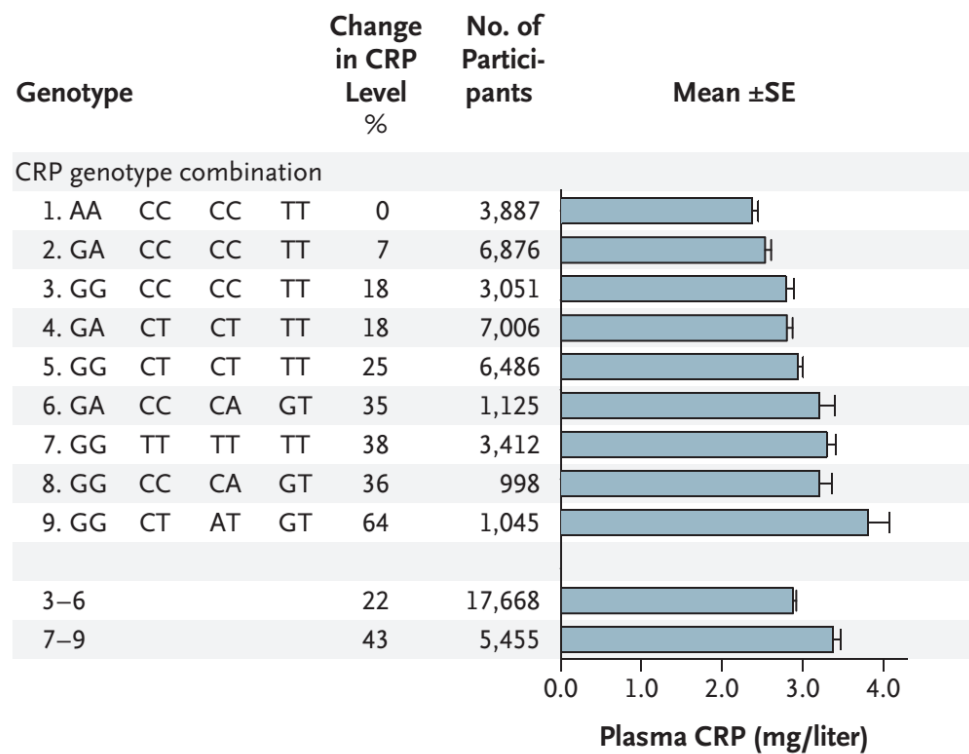 Change in CRP Level %
No. of Partici- pants
Genotype
Mean ±SE
CRP genotype combination
1. AA CC CC TT 0 3,887
2. GA CC CC TT 7 6,876
3. GG CC CC TT 18 3,051
4. GA CT CT TT 18 7,006
5. GG CT CT TT 25 6,486
6. GA CC CA GT 35 1,125
7. GG TT TT TT 38 3,412
8. GG CC CA GT 36 998
9. GG CT AT GT 64 1,045
3–6 22 17,668
7–9 43 5,455
0.0 1.0 2.0 3.0 4.0
Plasma CRP (mg/liter)